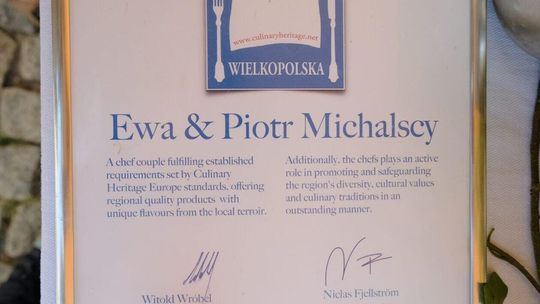 www.culinaryheritage.net
WIELKOPOLSKA
Ewa & Piotr Michalscy
A chef couple fulfilling established
requirements set by Culinary
Heritage Europe standards, offering
regional quality products with
unique flavours from the local terroir.
Additionally, the chefs plays an active
role in promoting and safeguarding
the region's diversity, cultural values
and culinary traditions in an
outstanding manner.
Witold Wróbel
Niclas Fjellström